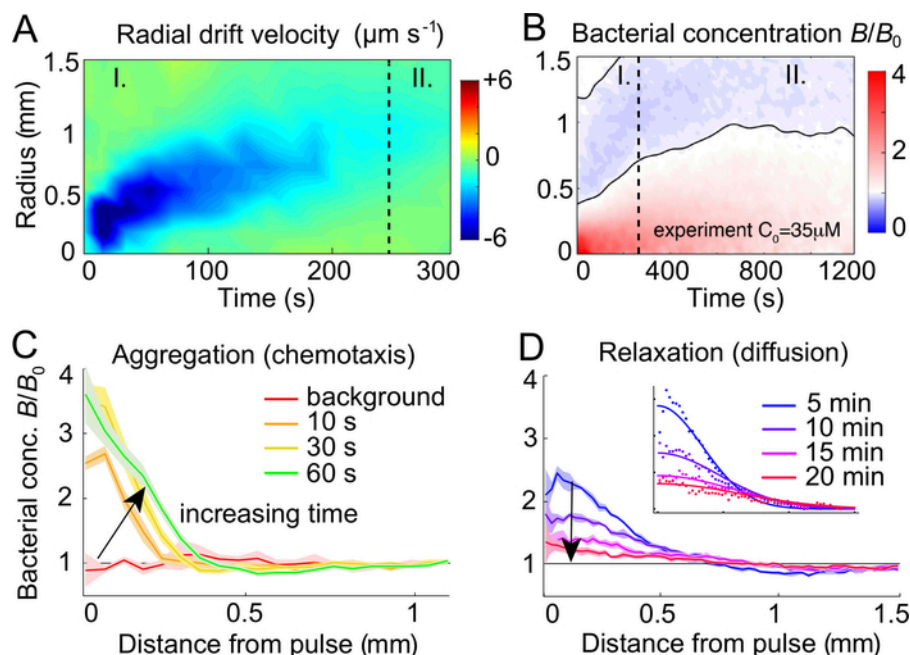 A
Radial drift velocity (µm s⁻¹)
I.
II.
1.5
1
0.5
0
Radius (mm)
0
100
200
300
Time (s)
+6
0
-6
B
Bacterial concentration B/B₀
I.
II.
1.5
1
0.5
0
experiment C₀=35µM
0
400
800
1200
Time (s)
4
2
0
C
Aggregation (chemotaxis)
4
3
2
1
Bacterial conc. B/B₀
background
10 s
30 s
60 s
increasing time
0
0.5
1
Distance from pulse (mm)
D
Relaxation (diffusion)
4
3
2
1
5 min
10 min
15 min
20 min
0
0.5
1
1.5
Distance from pulse (mm)